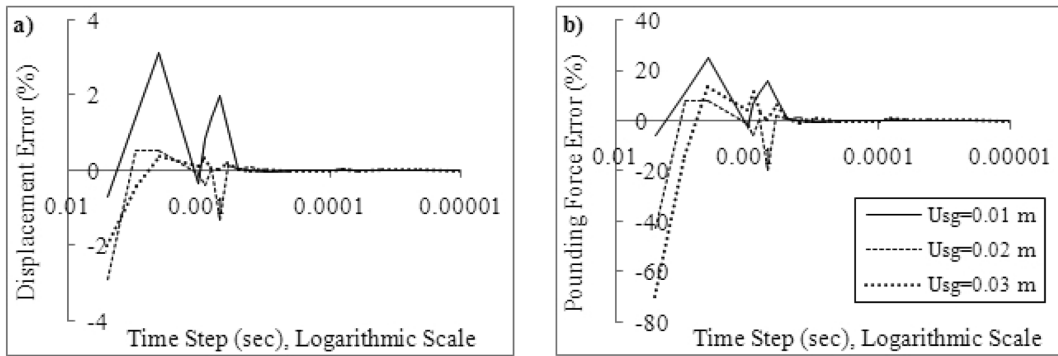 a)
4
2
0
-2
-4
0.01
0.001
0.0001
0.00001
Displacement Error (%)
Time Step (sec), Logarithmic Scale
b)
40
20
0
-20
-40
-60
-80
0.01
0.001
0.0001
0.00001
Pounding Force Error (%)
Usg=0.01 m
Usg=0.02 m
Usg=0.03 m
Time Step (sec), Logarithmic Scale